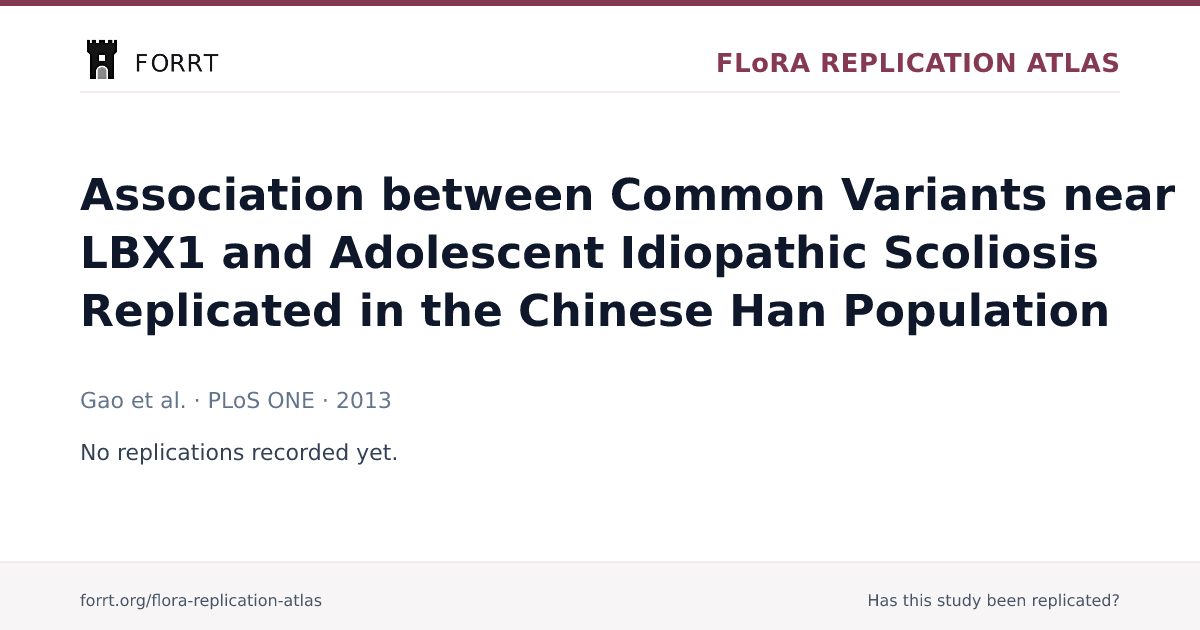 FORRT
FLoRA REPLICATION ATLAS
Association between Common Variants near
LBX1 and Adolescent Idiopathic Scoliosis
Replicated in the Chinese Han Population
Gao et al. · PLoS ONE · 2013
No replications recorded yet.
forrt.org/flora-replication-atlas
Has this study been replicated?